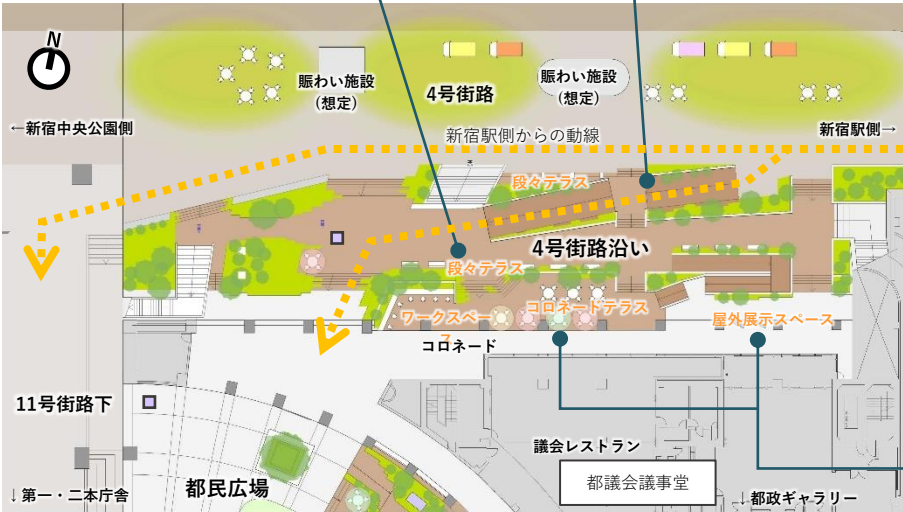 N
賑わい施設
(想定)
4号街路
賑わい施設
(想定)
←新宿中央公園側
新宿駅側からの動線
新宿駅側→
段々テラス
4号街路沿い
段々テラス
コロネードテラス
ワークスペー
ス
屋外展示スペース
コロネード
11号街路下
議会レストラン
都議会議事堂
都民広場
↓第一・二本庁舎
↓都政ギャラリー